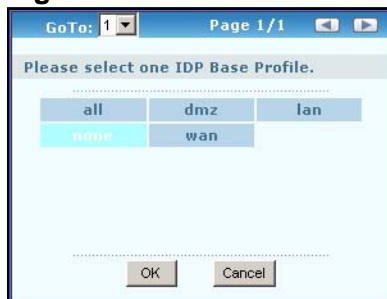 GoTo: 1 Page 1/1
Please select one IDP Base Profile.
all dmz lan
none wan
OK Cancel